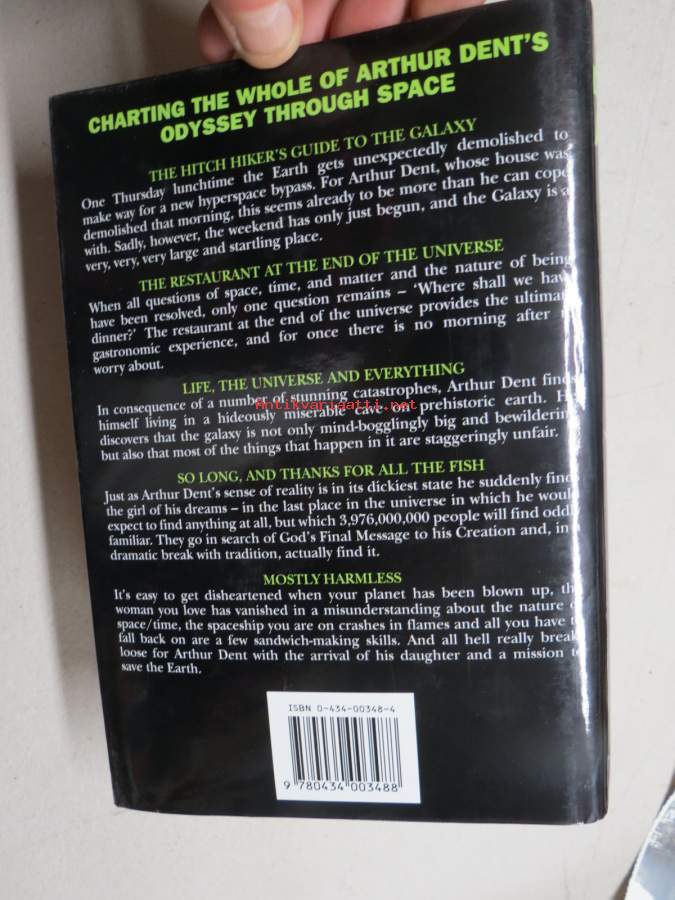 CHARTING THE WHOLE OF ARTHUR DENT'S
ODYSSEY THROUGH SPACE
THE HITCH HIKER'S GUIDE TO THE GALAXY
One Thursday lunchtime the Earth gets unexpectedly demolished to
make way for a new hyperspace bypass. For Arthur Dent, whose house was
demolished that morning, this seems already to be more than he can cope
with. Sadly, however, the weekend has only just begun, and the Galaxy is a
very, very, very large and startling place.
THE RESTAURANT AT THE END OF THE UNIVERSE
When all questions of space, time, and matter and the nature of being
have been resolved, only one question remains – 'Where shall we have
dinner?' The restaurant at the end of the universe provides the ultimat
gastronomic experience, and for once there is no morning after
worry about.
LIFE, THE UNIVERSE AND EVERYTHING
In consequence of a number of stunning catastrophes, Arthur Dent finds
himself living in a hideously miserable cave on prehistoric earth. H
discovers that the galaxy is not only mind-bogglingly big and bewilderin
but also that most of the things that happen in it are staggeringly unfair.
antikvariaatti.net
SO LONG, AND THANKS FOR ALL THE FISH
Just as Arthur Dent's sense of reality is in its dickiest state he suddenly find
the girl of his dreams – in the last place in the universe in which he would
expect to find anything at all, but which 3,976,000,000 people will find oddl
familiar. They go in search of God's Final Message to his Creation and, in
dramatic break with tradition, actually find it.
MOSTLY HARMLESS
It's easy to get disheartened when your planet has been blown up, th
woman you love has vanished in a misunderstanding about the nature o
space/time, the spaceship you are on crashes in flames and all you have t
fall back on are a few sandwich-making skills. And all hell really break
loose for Arthur Dent with the arrival of his daughter and a mission t
save the Earth.
ISBN 0-434-00348-4
9 780434 003488